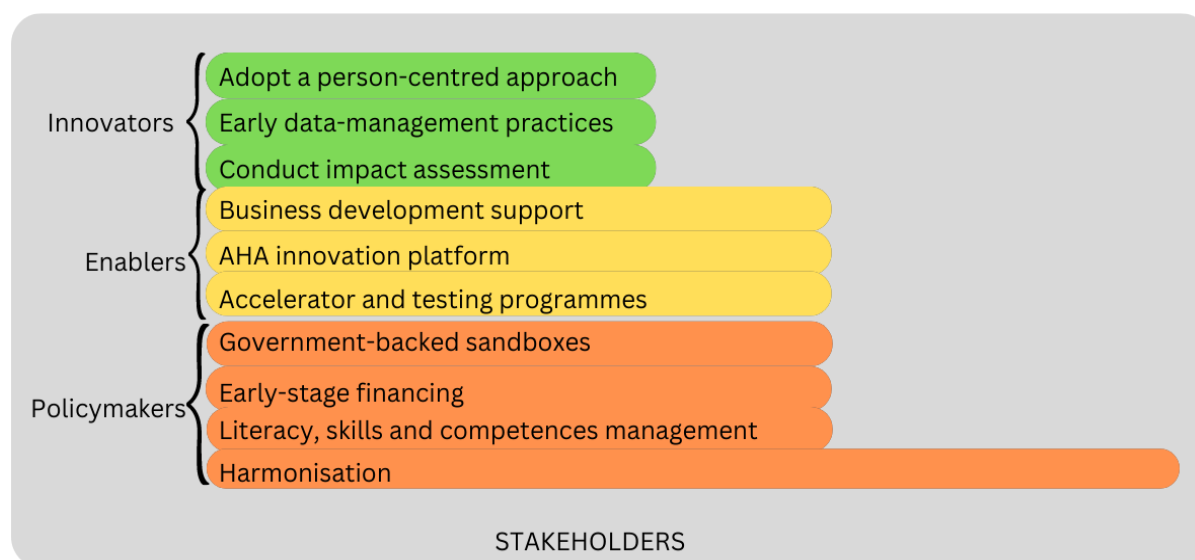 Innovators
Adopt a person-centred approach
Early data-management practices
Conduct impact assessment
Enablers
Business development support
AHA innovation platform
Accelerator and testing programmes
Policymakers
Government-backed sandboxes
Early-stage financing
Literacy, skills and competences management
Harmonisation
STAKEHOLDERS